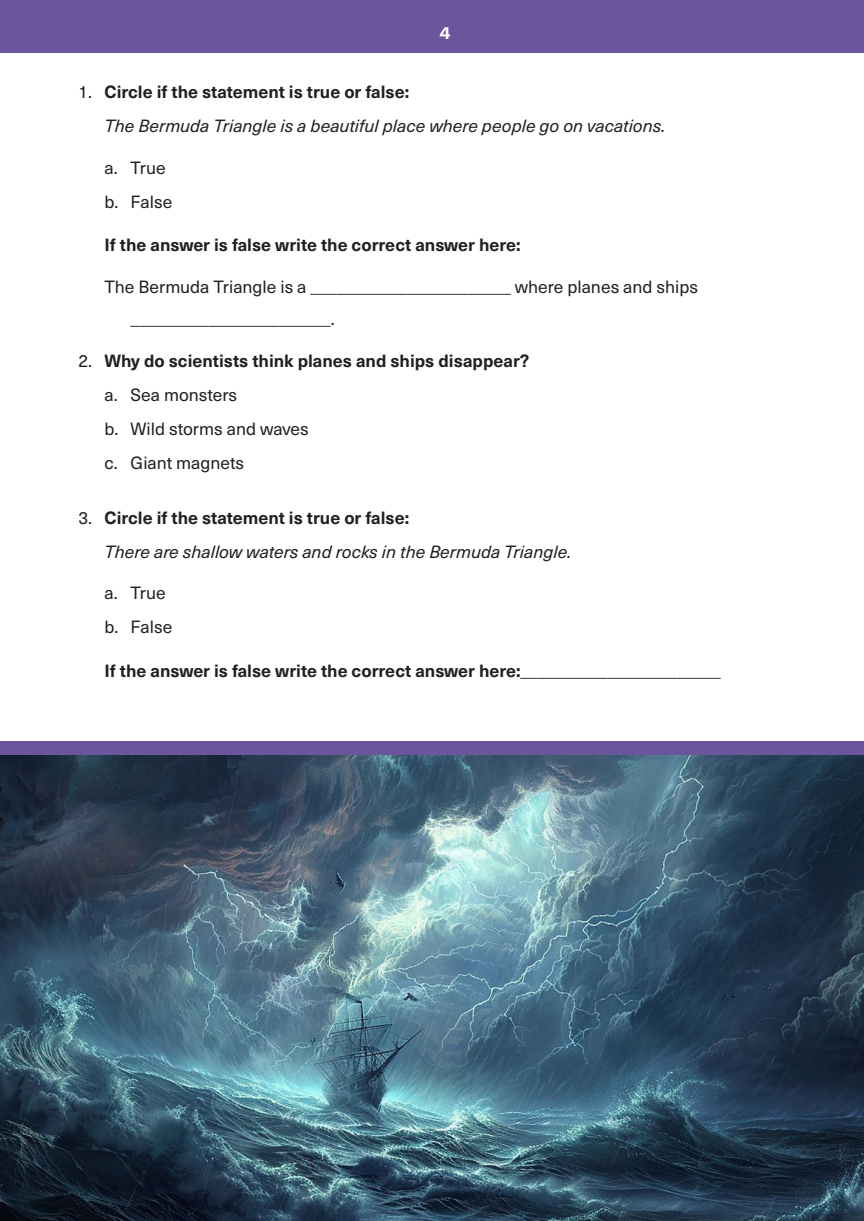 4
1. Circle if the statement is true or false:
The Bermuda Triangle is a beautiful place where people go on vacations.
a. True
b. False
If the answer is false write the correct answer here:
The Bermuda Triangle is a ______________________ where planes and ships
______________________.
2. Why do scientists think planes and ships disappear?
a. Sea monsters
b. Wild storms and waves
c. Giant magnets
3. Circle if the statement is true or false:
There are shallow waters and rocks in the Bermuda Triangle.
a. True
b. False
If the answer is false write the correct answer here:______________________